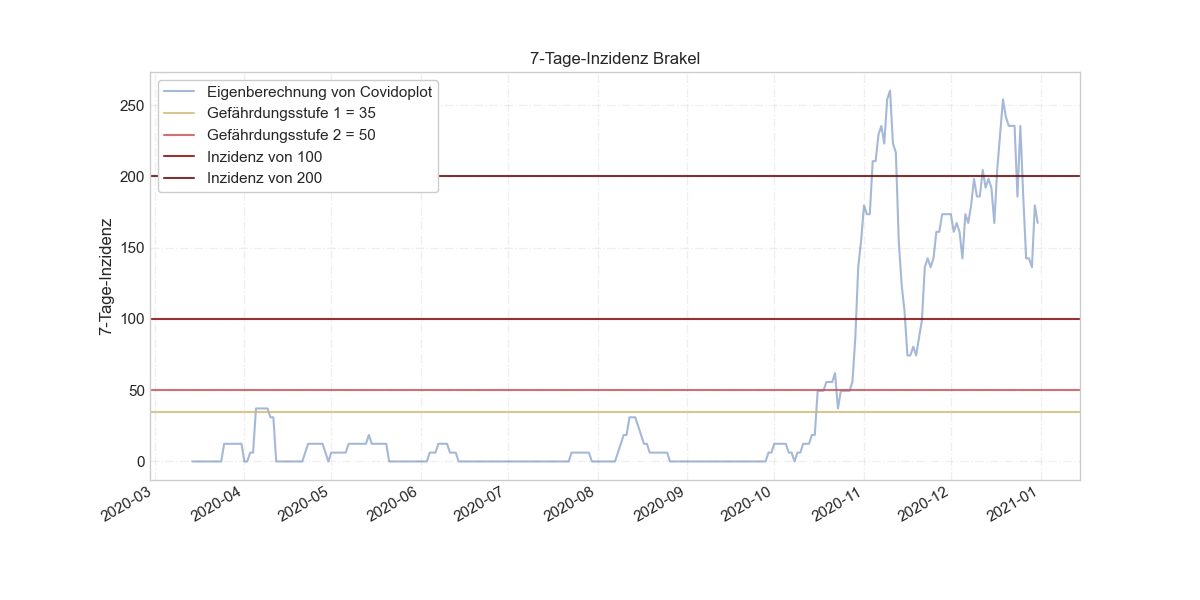 7-Tage-Inzidenz Brakel
Eigenberechnung von Covidoplot
Gefährdungsstufe 1 = 35
Gefährdungsstufe 2 = 50
Inzidenz von 100
Inzidenz von 200
7-Tage-Inzidenz
250
200
150
100
50
0
2020-03
2020-04
2020-05
2020-06
2020-07
2020-08
2020-09
2020-10
2020-11
2020-12
2021-01